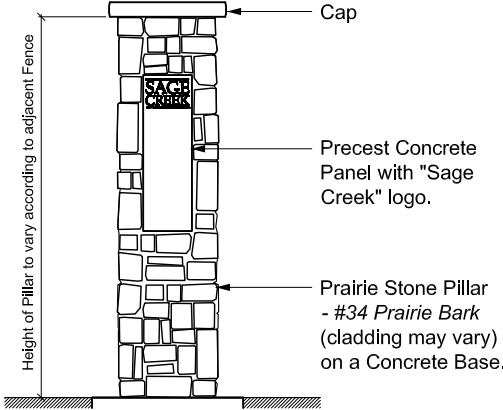 Cap
SAGE
CREEK
Precest Concrete
Panel with "Sage
Creek" logo.
Prairie Stone Pillar
- #34 Prairie Bark
(cladding may vary)
on a Concrete Base.
Height of Pillar to vary according to adjacent Fence